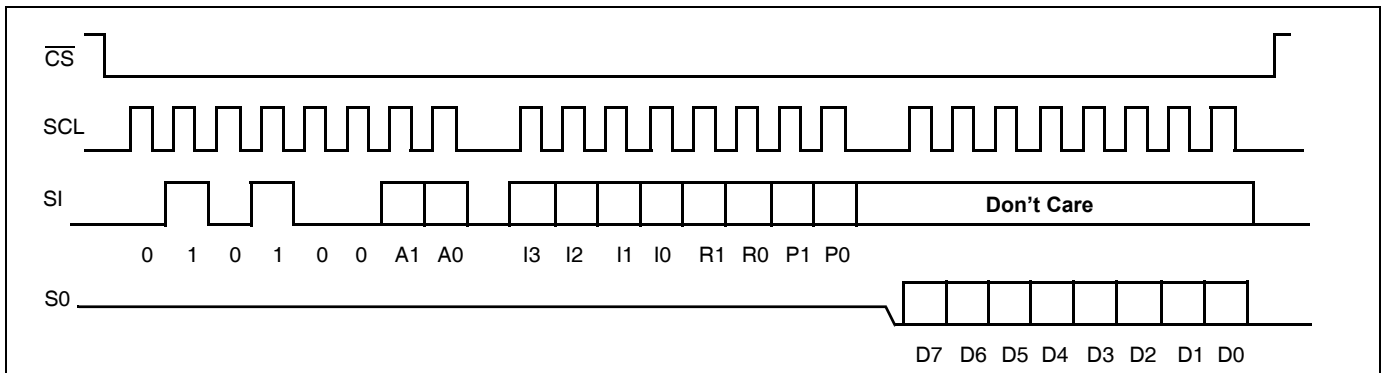 CS
SCL
SI
Don't Care
0 1 0 1 0 0 A1 A0 I3 I2 I1 I0 R1 R0 P1 P0
S0
D7 D6 D5 D4 D3 D2 D1 D0